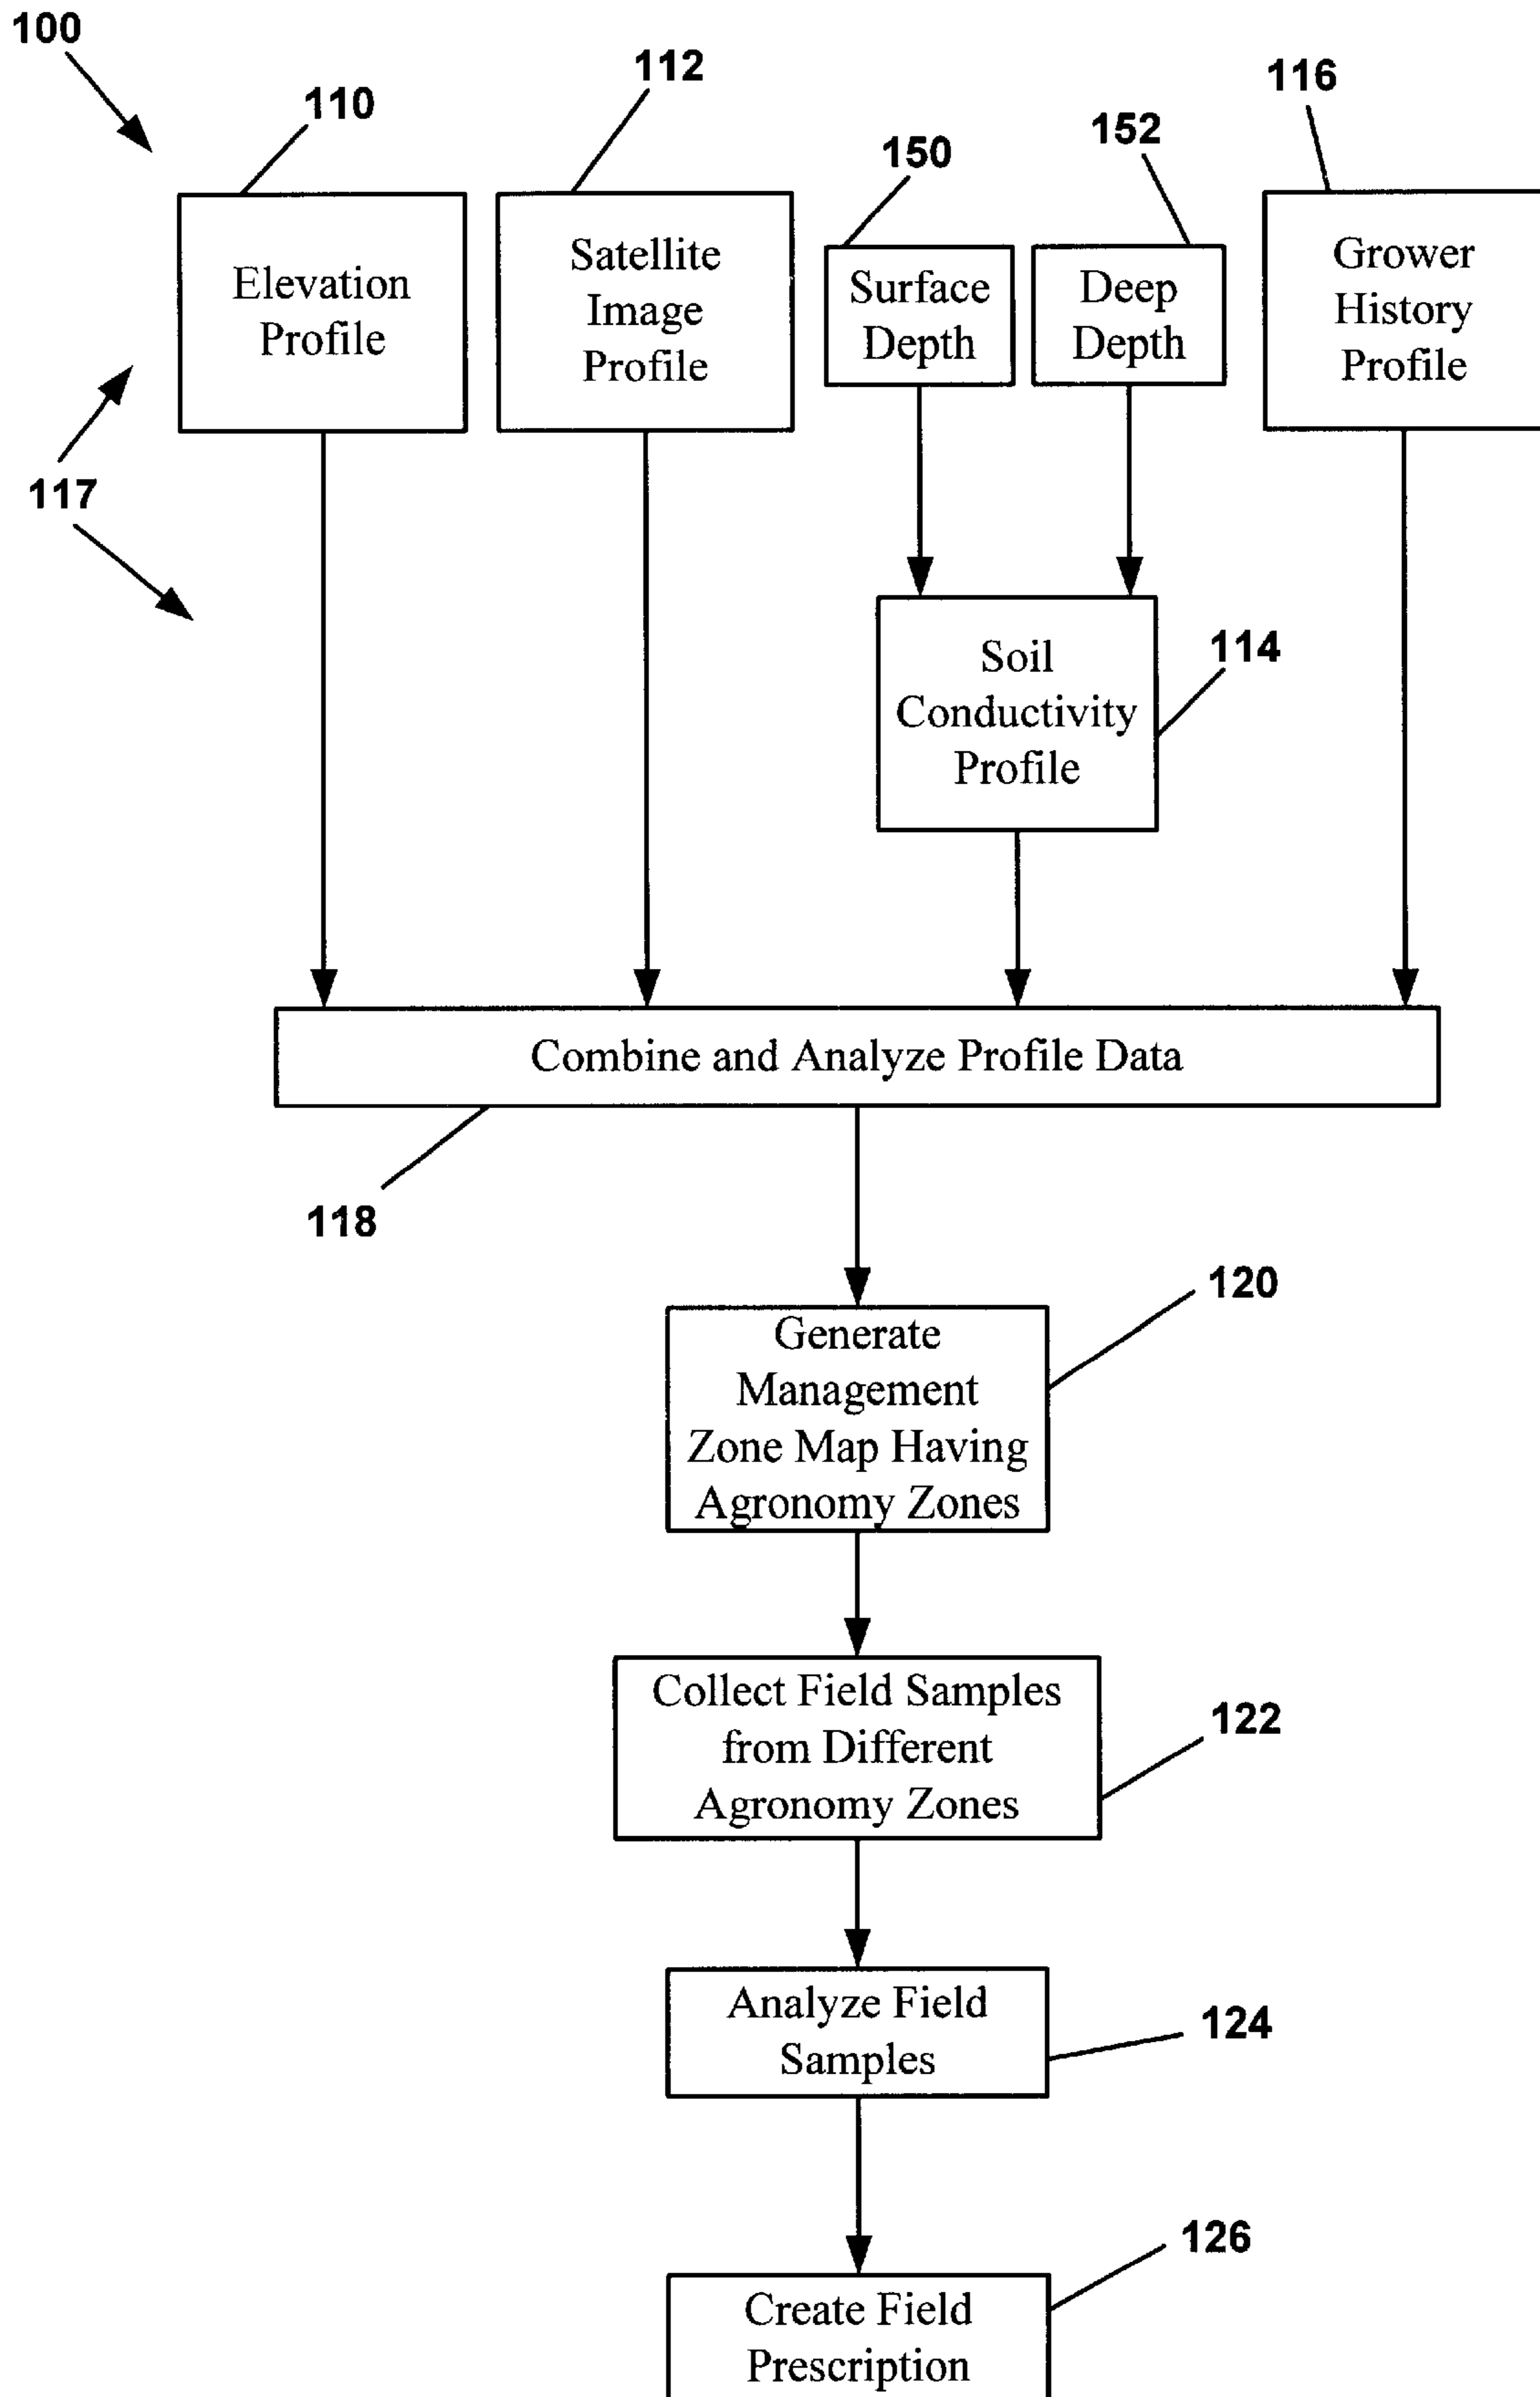 100
110
112
150
152
116
Elevation
Profile
Satellite
Image
Profile
Surface
Depth
Deep
Depth
Grower
History
Profile
117
Soil
Conductivity
Profile
114
Combine and Analyze Profile Data
118
Generate
Management
Zone Map Having
Agronomy Zones
120
Collect Field Samples
from Different
Agronomy Zones
122
Analyze Field
Samples
124
Create Field
Prescription
126